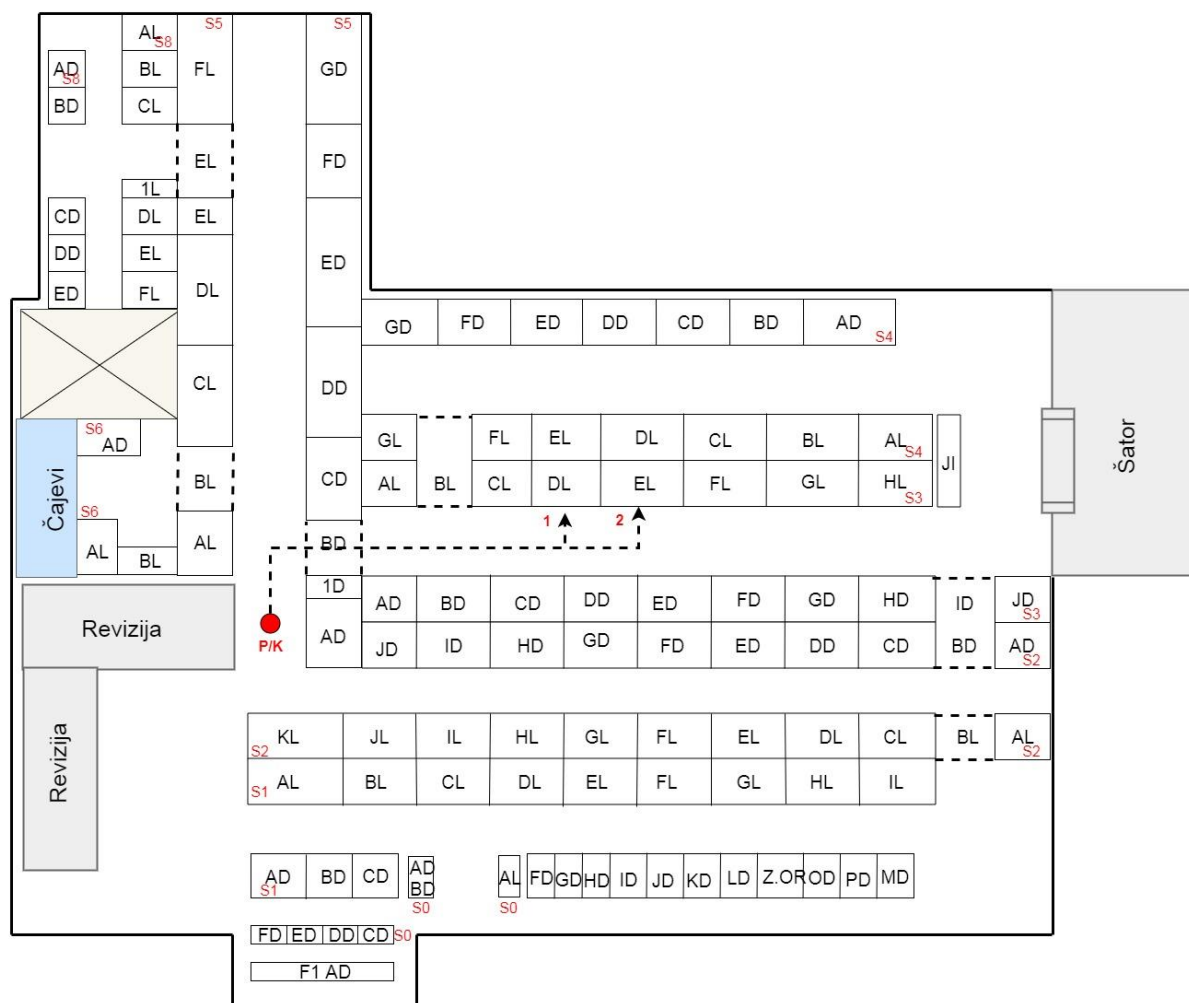 S5 S5
AL
S8
AD BL FL GD
S8
BD CL
EL FD
1L
CD DL EL
DD EL ED
ED FL DL
GD FD ED DD CD BD AD
S4
CL DD
S6
AD
GL FL EL DL CL BL AL
S4
JI
Šator
Čajevi
BL CD AL BL CL DL EL FL GL HL
S3
S6
1 2
AL BL AL BD
1D
AD BD CD DD ED FD GD HD ID JD
S3
Revizija
P/K
AD JD ID HD GD FD ED DD CD BD AD
S2
Revizija
S2 KL JL IL HL GL FL EL DL CL BL AL
S2
S1 AL BL CL DL EL FL GL HL IL
AD BD CD
S1
AD
BD
S0
AL
S0
FD GD HD ID JD KD LD Z.OR OD PD MD
FD ED DD CD S0
F1 AD